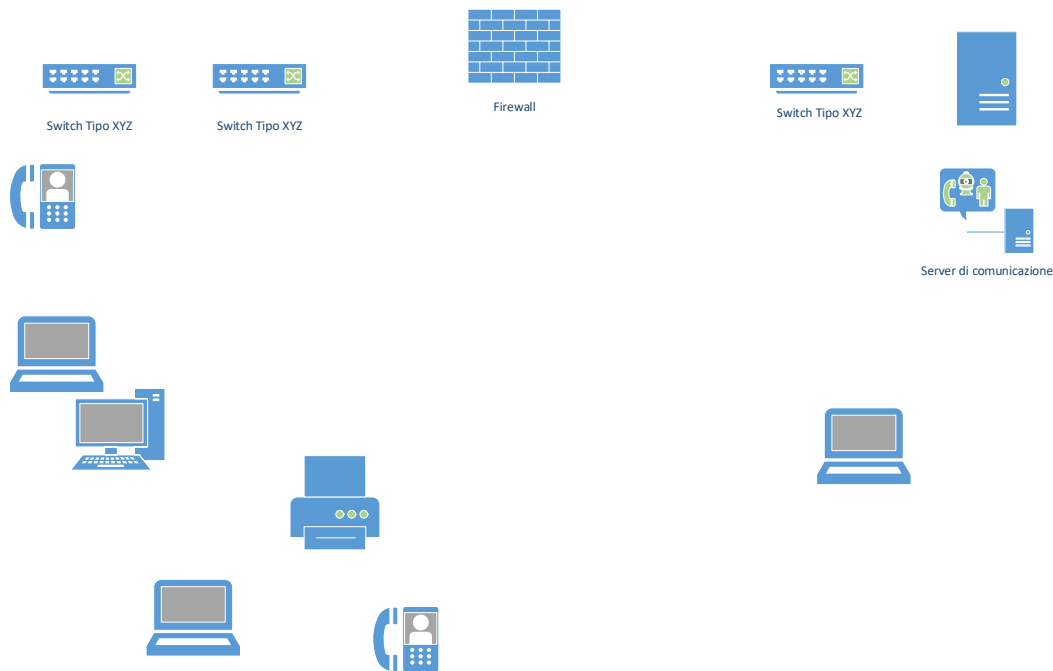 Firewall
Switch Tipo XYZ
Switch Tipo XYZ
Switch Tipo XYZ
Server di comunicazione